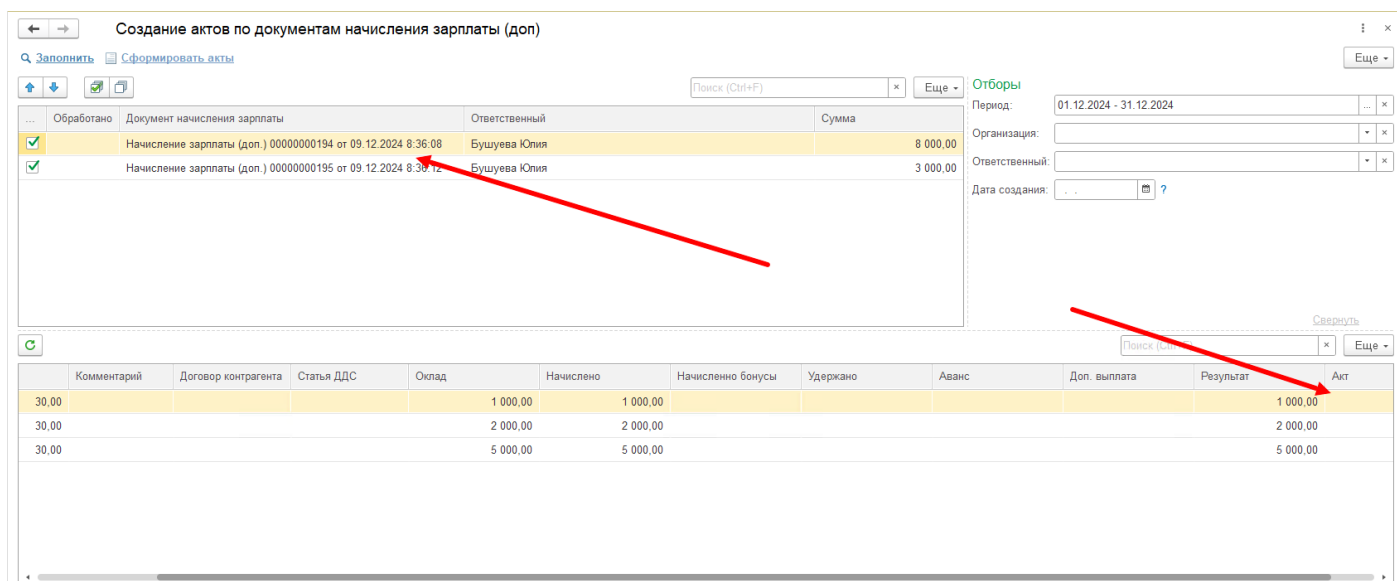 Создание актов по документам начисления зарплаты (доп)
Заполнить Сформировать акты Еще
Поиск (Ctrl+F) × Еще Отборы
Период: 01.12.2024 - 31.12.2024 ... ×
... Обработано Документ начисления зарплаты Ответственный Сумма
Организация: ×
Начисление зарплаты (доп.) 00000000194 от 09.12.2024 8:36:08 Бушуева Юлия 8 000,00
Ответственный: ×
Начисление зарплаты (доп.) 00000000195 от 09.12.2024 8:36:12 Бушуева Юлия 3 000,00
Дата создания: . . ?
Свернуть
Поиск (Ctrl+F) × Еще
Комментарий Договор контрагента Статья ДДС Оклад Начислено Начисленно бонусы Удержано Аванс Доп. выплата Результат Акт
30,00 1 000,00 1 000,00 1 000,00
30,00 2 000,00 2 000,00 2 000,00
30,00 5 000,00 5 000,00 5 000,00